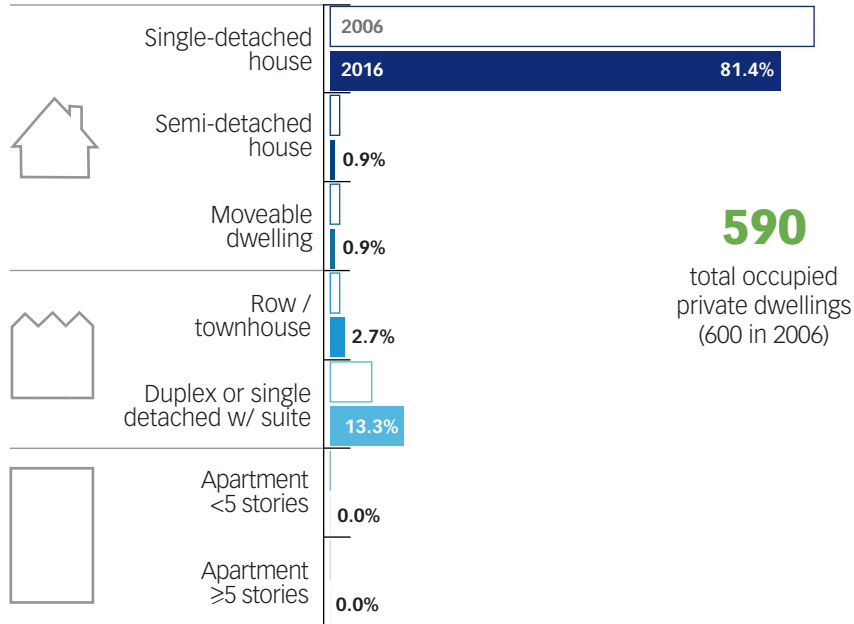 Single-detached
house
2006
2016
81.4%
Semi-detached
house
0.9%
Moveable
dwelling
0.9%
Row /
townhouse
2.7%
Duplex or single
detached w/ suite
13.3%
Apartment
<5 stories
0.0%
Apartment
≥5 stories
0.0%
590
total occupied
private dwellings
(600 in 2006)